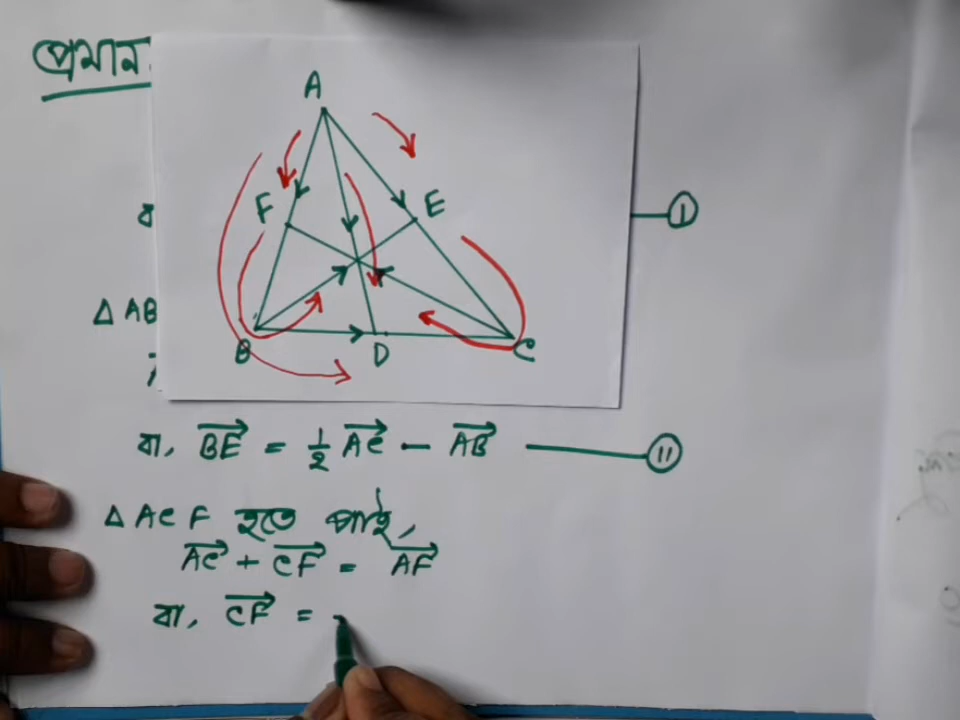 প্রমান:
A
F
E
ব
①
Δ AB
B D C
বা, BE⃗ = ½ AC⃗ − AB⃗ ⑪
Δ ACF হতে পাই,
AC⃗ + CF⃗ = AF⃗
বা, CF⃗ =